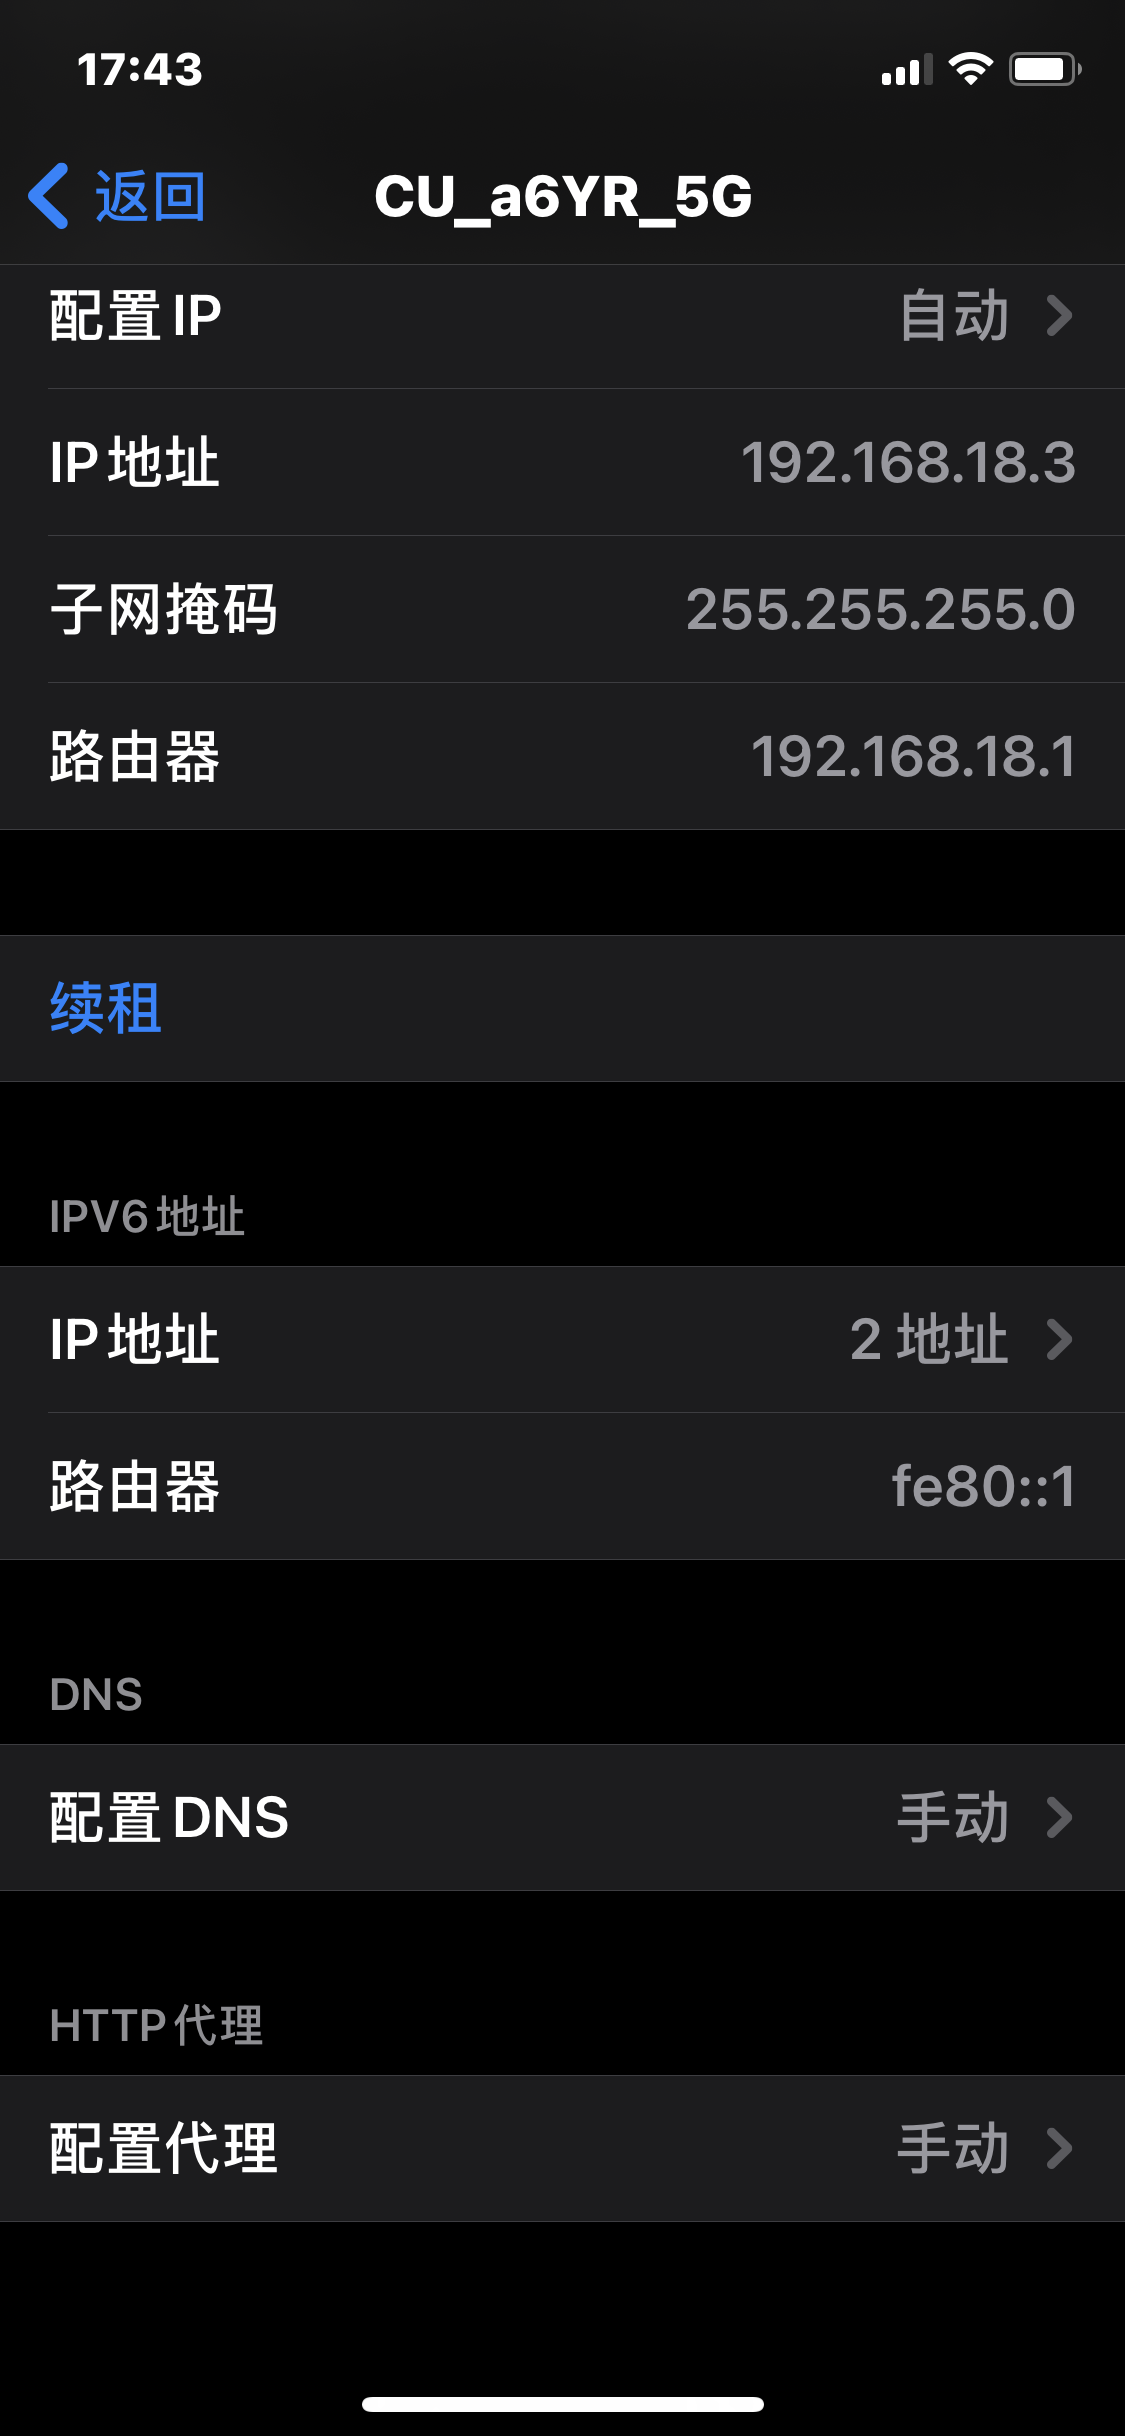 17:43
返回
CU_a6YR_5G
配置 IP
自动
IP 地址
192.168.18.3
子网掩码
255.255.255.0
路由器
192.168.18.1
续租
IPV6 地址
IP 地址
2 地址
路由器
fe80::1
DNS
配置 DNS
手动
HTTP 代理
配置代理
手动